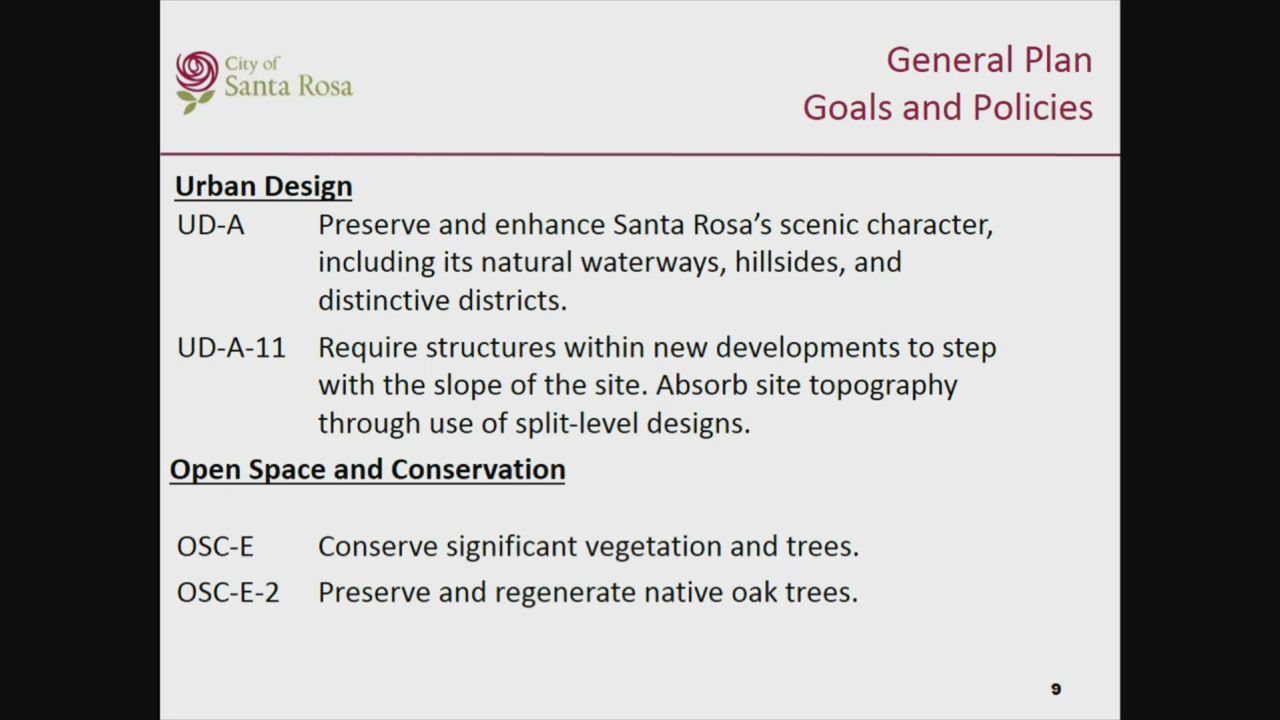 City of
Santa Rosa
General Plan
Goals and Policies
Urban Design
UD-A Preserve and enhance Santa Rosa’s scenic character,
including its natural waterways, hillsides, and
distinctive districts.
UD-A-11 Require structures within new developments to step
with the slope of the site. Absorb site topography
through use of split-level designs.
Open Space and Conservation
OSC-E Conserve significant vegetation and trees.
OSC-E-2 Preserve and regenerate native oak trees.
9